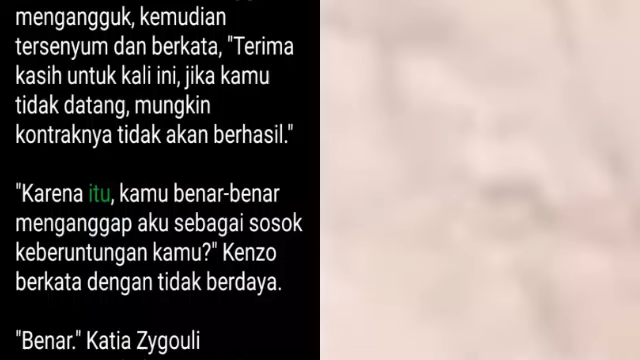 mengangguk, kemudian
tersenyum dan berkata, "Terima
kasih untuk kali ini, jika kamu
tidak datang, mungkin
kontraknya tidak akan berhasil."
"Karena itu, kamu benar-benar
menganggap aku sebagai sosok
keberuntungan kamu?" Kenzo
berkata dengan tidak berdaya.
"Benar." Katia Zygouli